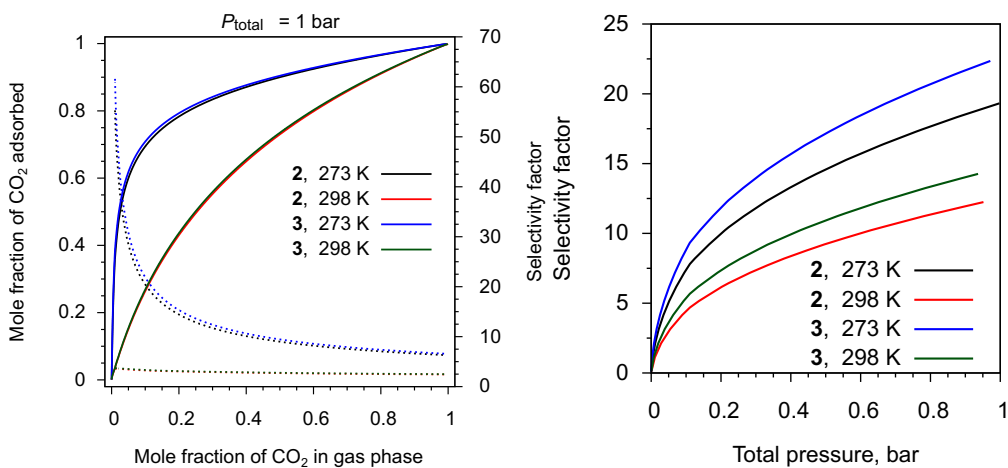 P total = 1 bar
Mole fraction of CO2 adsorbed
1
0.8
0.6
0.4
0.2
0
70
60
50
40
30
20
10
0
Selectivity factor
2, 273 K
2, 298 K
3, 273 K
3, 298 K
0 0.2 0.4 0.6 0.8 1
Mole fraction of CO2 in gas phase
Selectivity factor
25
20
15
10
5
0
2, 273 K
2, 298 K
3, 273 K
3, 298 K
0 0.2 0.4 0.6 0.8 1
Total pressure, bar